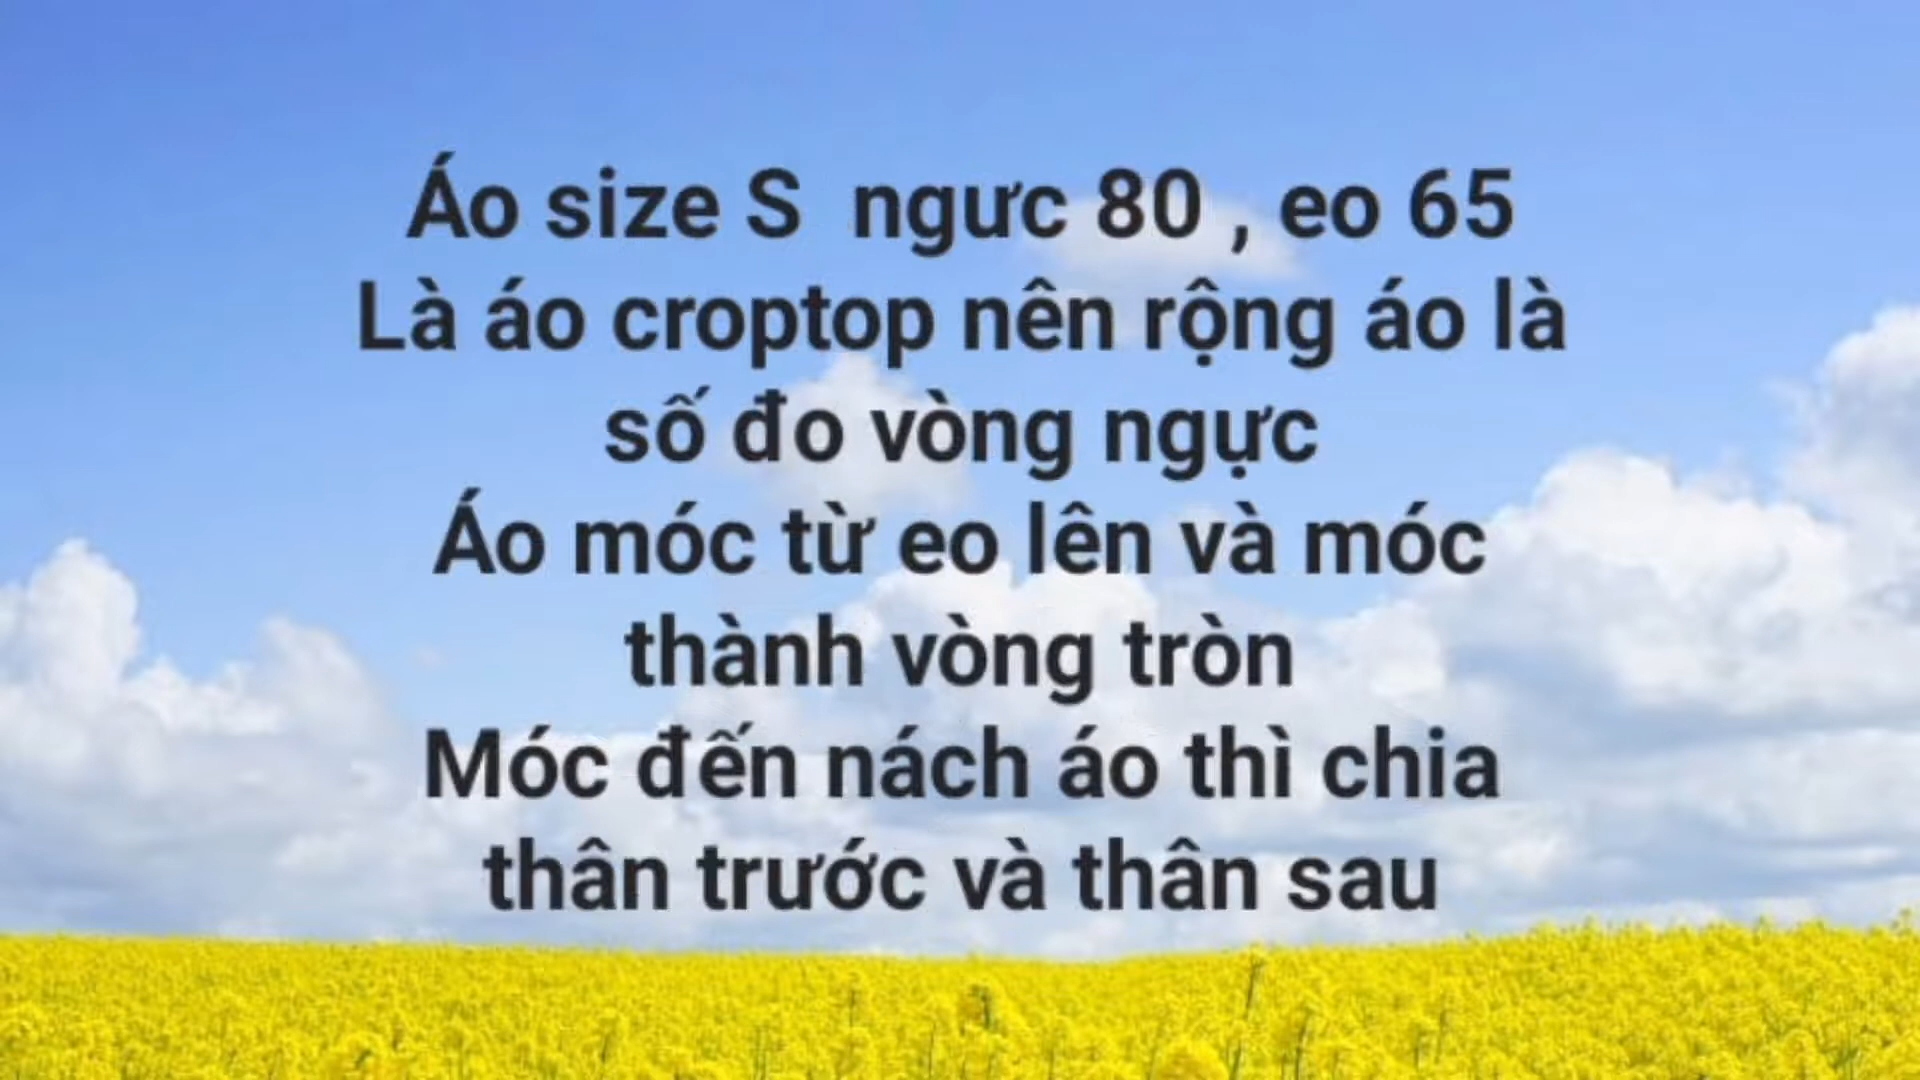 Áo size S  ngưc 80 , eo 65
Là áo croptop nên rộng áo là
số đo vòng ngực
Áo móc từ eo lên và móc
thành vòng tròn
Móc đến nách áo thì chia
thân trước và thân sau